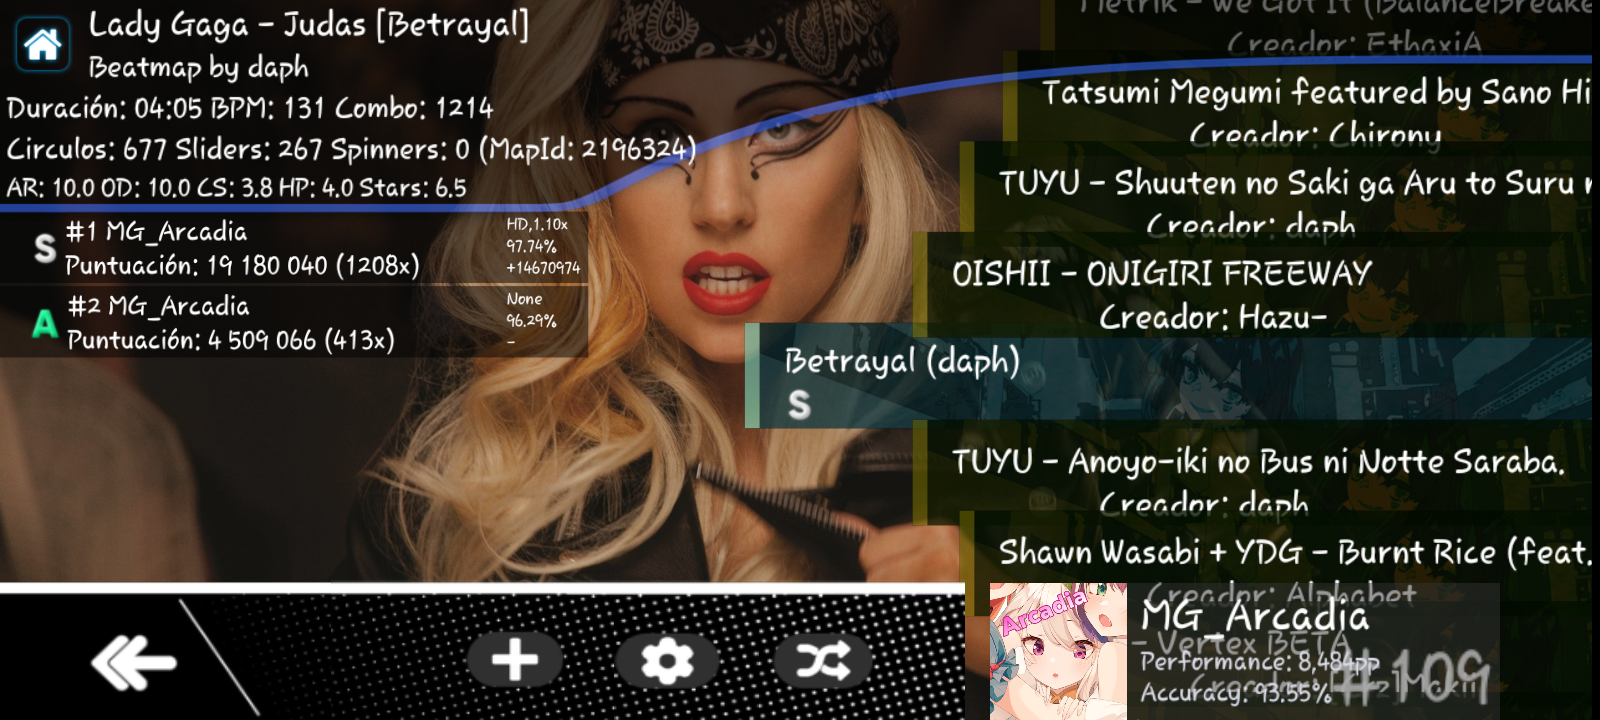 Lady Gaga - Judas [Betrayal]
Beatmap by daph
Duración: 04:05 BPM: 131 Combo: 1214
Circulos: 677 Sliders: 267 Spinners: 0 (MapId: 2196324)
AR: 10.0 OD: 10.0 CS: 3.8 HP: 4.0 Stars: 6.5
S
#1 MG_Arcadia
Puntuación: 19 180 040 (1208x)
HD,1.10x
97.74%
+14670974
A
#2 MG_Arcadia
Puntuación: 4 509 066 (413x)
None
96.29%
-
Metrik - We Got It (BalanceBreake
Creador: EthaxiA
Tatsumi Megumi featured by Sano Hi
Creador: Chirony
TUYU - Shuuten no Saki ga Aru to Suru
Creador: daph
OISHII - ONIGIRI FREEWAY
Creador: Hazu-
Betrayal (daph)
S
TUYU - Anoyo-iki no Bus ni Notte Saraba.
Creador: daph
Shawn Wasabi + YDG - Burnt Rice (feat.
Creador: Alphabet
- Vertex BETA
Arcadia
MG_Arcadia
Performance: 8,484pp
Accuracy: 93.55%
#109